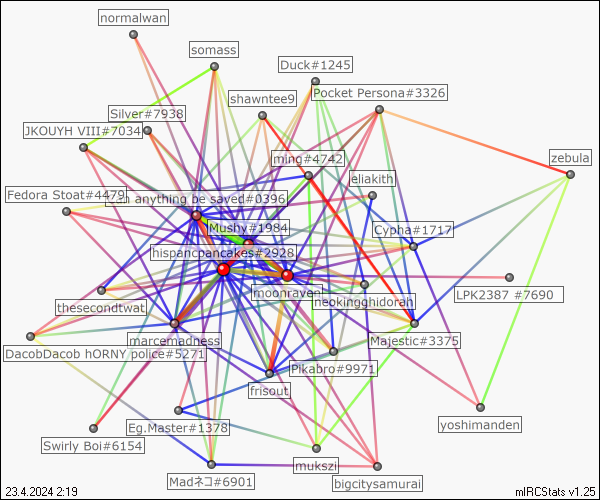 normalwan
somass
Duck#1245
Pocket Persona#3326
shawntee9
Silver#7938
JKOUYH VIII#7034
ming#4742
zebula
eliakith
Fedora Stoat#4479
anything be saved#0396
Mushy#1984
Cypha#1717
hispanicpancakes#2928
fnoonraven
LPK2387 #7690
neokingghidorah
thesecondtwat
marcemadness
Majestic#3375
DacobDacob hORNY police#5271
Pikabro#9971
frisout
yoshimanden
Eg.Master#1378
Swirly Boi#6154
mukszi
Madネコ#6901
bigcitysamurai
23.4.2024 2:19
mIRCStats v1.25